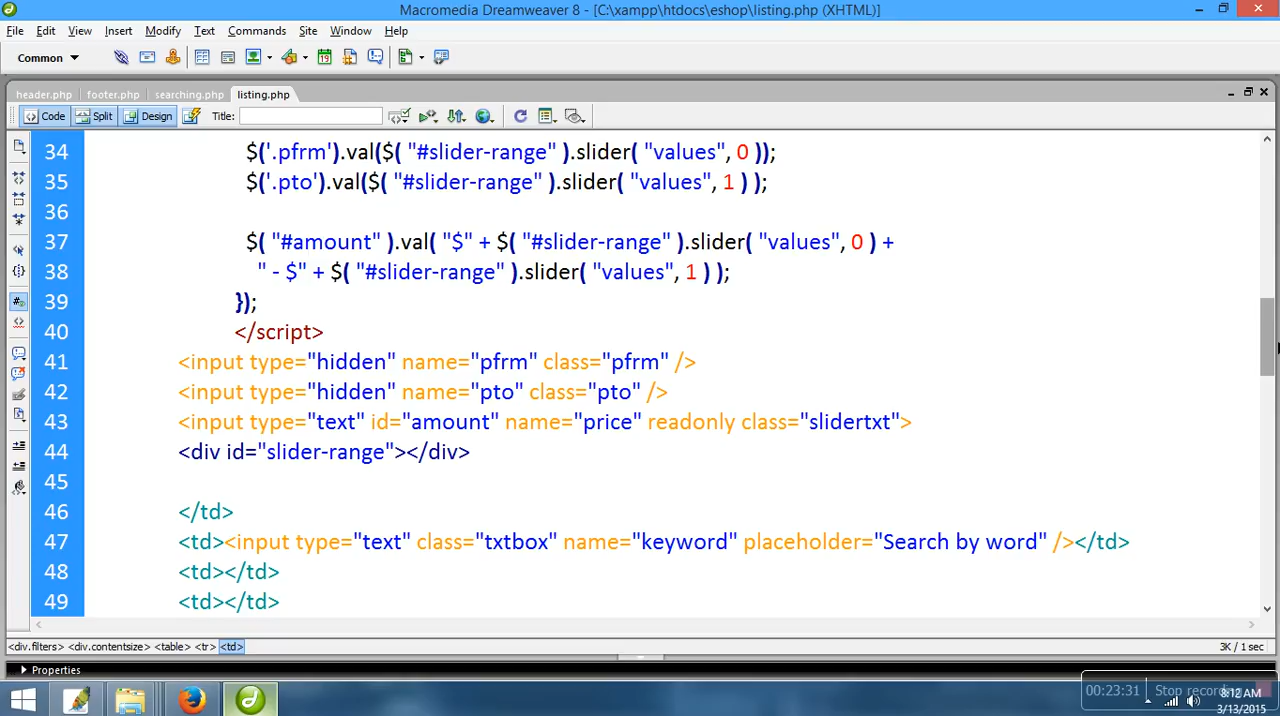 Macromedia Dreamweaver 8 - [C:\xampp\htdocs\eshop\listing.php (XHTML)]
File Edit View Insert Modify Text Commands Site Window Help
Common
header.php footer.php searching.php listing.php
Code Split Design Title:
34 $('.pfrm').val($( "#slider-range" ).slider( "values", 0 ));
35 $('.pto').val($( "#slider-range" ).slider( "values", 1 ) );
36
37 $( "#amount" ).val( "$" + $( "#slider-range" ).slider( "values", 0 ) +
38 " - $" + $( "#slider-range" ).slider( "values", 1 ) );
39 });
40 </script>
41 <input type="hidden" name="pfrm" class="pfrm" />
42 <input type="hidden" name="pto" class="pto" />
43 <input type="text" id="amount" name="price" readonly class="slidertxt">
44 <div id="slider-range"></div>
45
46 </td>
47 <td><input type="text" class="txtbox" name="keyword" placeholder="Search by word" /></td>
48 <td></td>
49 <td></td>
<div.filters> <div.contentsize> <table> <tr> <td> 3K / 1 sec
Properties
00:23:31 Stop recording
8:12 AM
3/13/2015